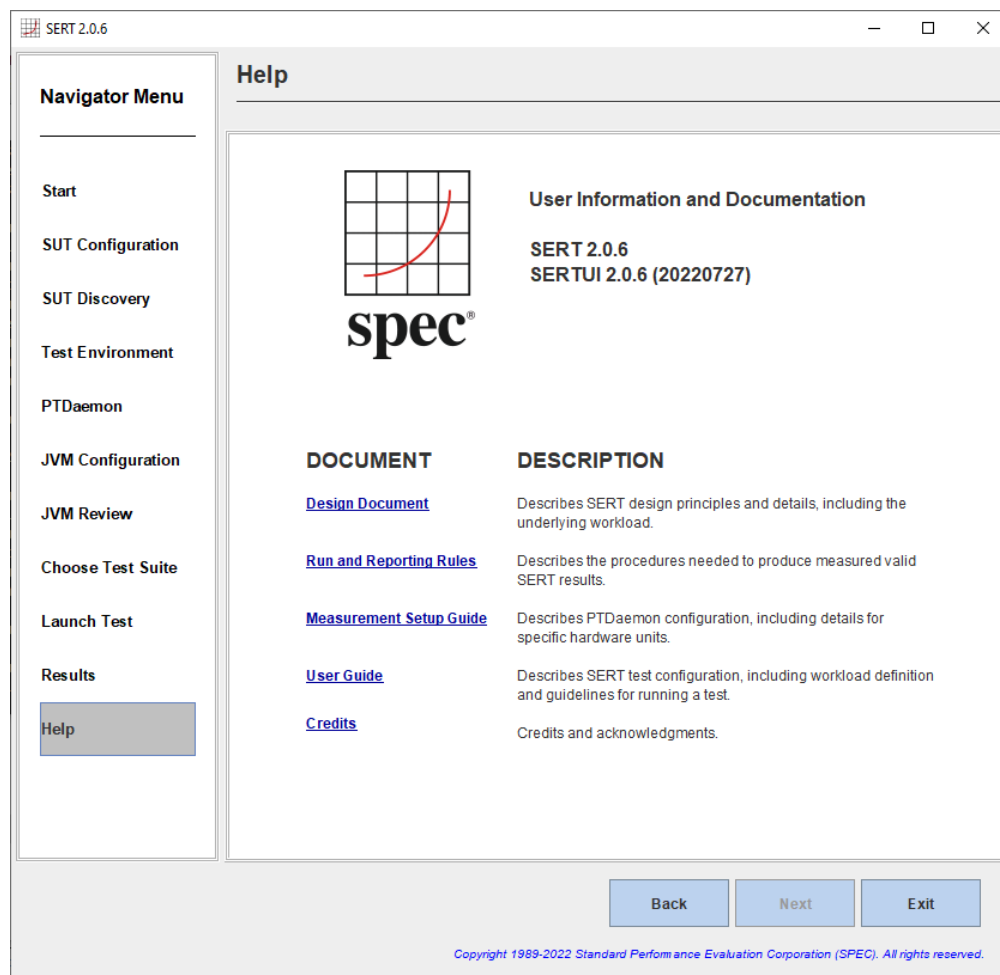 SERT 2.0.6
Navigator Menu
Start
SUT Configuration
SUT Discovery
Test Environment
PTDaemon
JVM Configuration
JVM Review
Choose Test Suite
Launch Test
Results
Help
Help
spec®
User Information and Documentation
SERT 2.0.6
SERTUI 2.0.6 (20220727)
DOCUMENT DESCRIPTION
Design Document Describes SERT design principles and details, including the
underlying workload.
Run and Reporting Rules Describes the procedures needed to produce measured valid
SERT results.
Measurement Setup Guide Describes PTDaemon configuration, including details for
specific hardware units.
User Guide Describes SERT test configuration, including workload definition
and guidelines for running a test.
Credits Credits and acknowledgments.
Back Next Exit
Copyright 1989-2022 Standard Performance Evaluation Corporation (SPEC). All rights reserved.